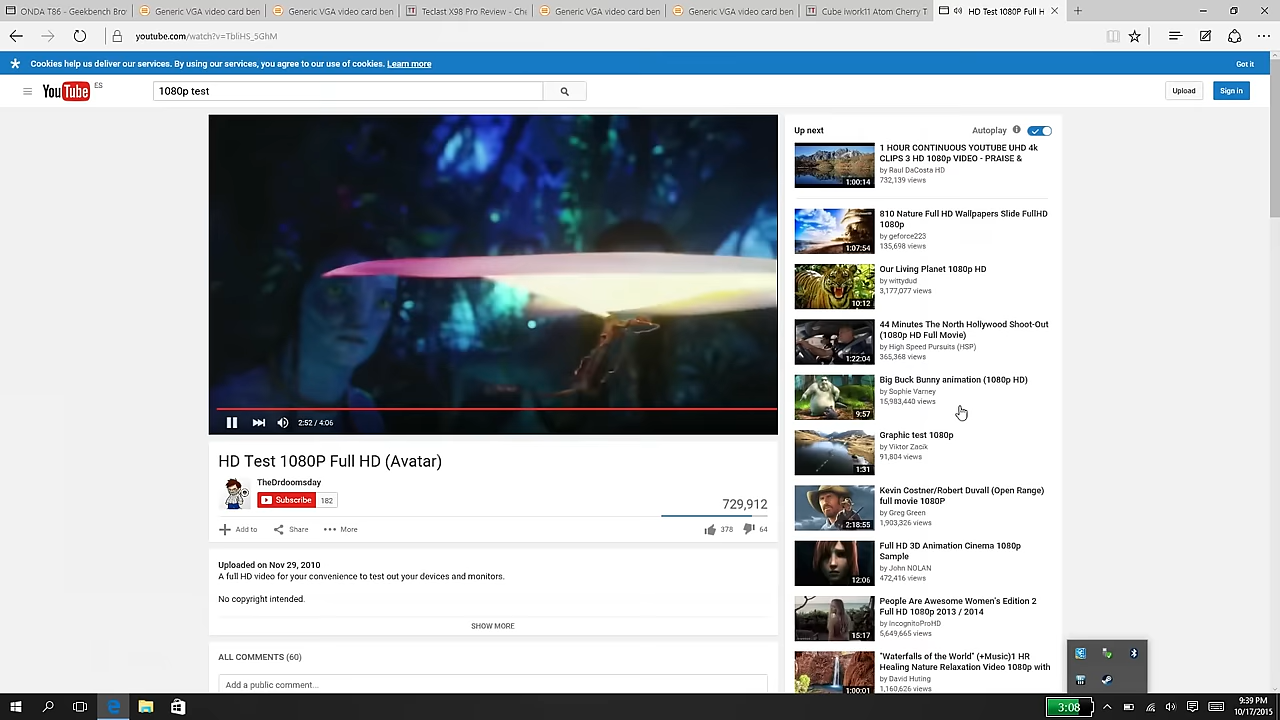 ONDA T86 - Geekbench Brow
Generic VGA video card ben
Generic VGA video card ben
Teclast X98 Pro Review - Che
Generic VGA video card ben
Generic VGA video card ben
Cube iwork11 Atom Cherry T
HD Test 1080P Full H
youtube.com/watch?v=TbliHS_5GhM
Cookies help us deliver our services. By using our services, you agree to our use of cookies. Learn more
Got it
YouTube ES
1080p test
Upload
Sign in
Up next
Autoplay
1 HOUR CONTINUOUS YOUTUBE UHD 4k
CLIPS 3 HD 1080p VIDEO - PRAISE &
by Raul DaCosta HD
732,139 views
1:00:14
810 Nature Full HD Wallpapers Slide FullHD
1080p
by geforce223
135,698 views
1:07:54
Our Living Planet 1080p HD
by wittydud
3,177,077 views
10:12
44 Minutes The North Hollywood Shoot-Out
(1080p HD Full Movie)
by High Speed Pursuits (HSP)
365,368 views
1:22:04
Big Buck Bunny animation (1080p HD)
by Sophie Varney
15,983,440 views
9:57
Graphic test 1080p
by Viktor Zacik
91,804 views
1:31
Kevin Costner/Robert Duvall (Open Range)
full movie 1080P
by Greg Green
1,903,326 views
2:18:55
Full HD 3D Animation Cinema 1080p
Sample
by John NOLAN
472,416 views
12:06
People Are Awesome Women's Edition 2
Full HD 1080p 2013 / 2014
by IncognitoProHD
5,649,665 views
15:17
"Waterfalls of the World" (+Music)1 HR
Healing Nature Relaxation Video 1080p with
by David Huting
1,160,626 views
1:00:01
2:52 / 4:06
HD Test 1080P Full HD (Avatar)
TheDrdoomsday
Subscribe 182
729,912
Add to
Share
More
378
64
Uploaded on Nov 29, 2010
A full HD video for your convenience to test out your devices and monitors.
No copyright intended.
SHOW MORE
ALL COMMENTS (60)
Add a public comment...
3:08
9:39 PM
10/17/2015